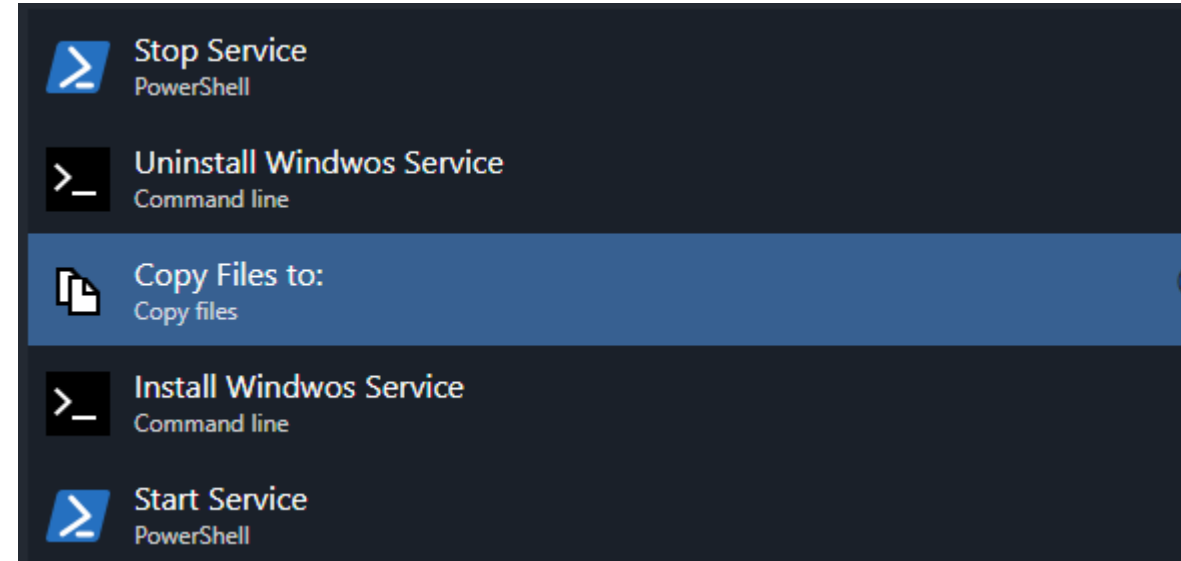 Stop Service
PowerShell
Uninstall Windwos Service
Command line
Copy Files to:
Copy files
Install Windwos Service
Command line
Start Service
PowerShell